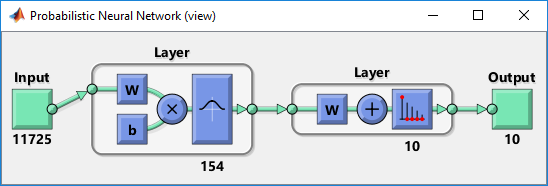 Probabilistic Neural Network (view)
Layer
Layer
Input
Output
W
b
W
11725
154
10
10